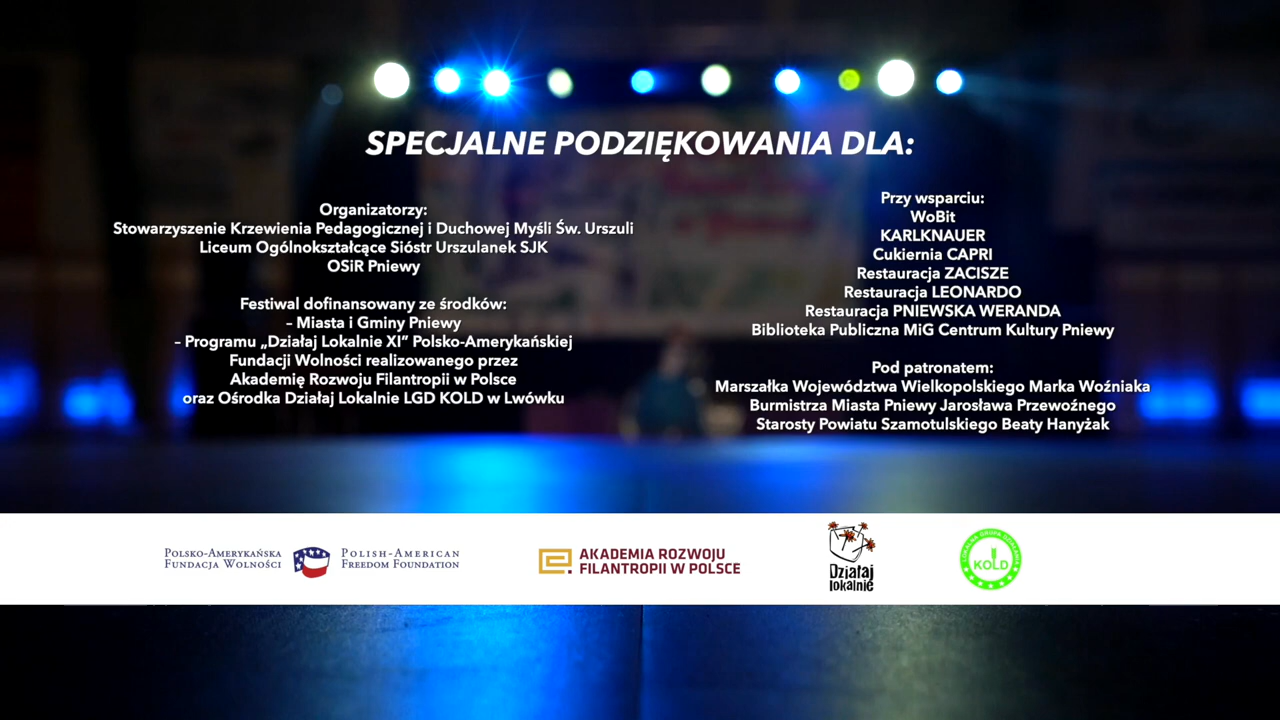 SPECJALNE PODZIĘKOWANIA DLA:
Organizatorzy:
Stowarzyszenie Krzewienia Pedagogicznej i Duchowej Myśli Św. Urszuli
Liceum Ogólnokształcące Sióstr Urszulanek SJK
OSiR Pniewy
Festiwal dofinansowany ze środków:
– Miasta i Gminy Pniewy
– Programu „Działaj Lokalnie XI” Polsko-Amerykańskiej
Fundacji Wolności realizowanego przez
Akademię Rozwoju Filantropii w Polsce
oraz Ośrodka Działaj Lokalnie LGD KOLD w Lwówku
Przy wsparciu:
WoBit
KARLKNAUER
Cukiernia CAPRI
Restauracja ZACISZE
Restauracja LEONARDO
Restauracja PNIEWSKA WERANDA
Biblioteka Publiczna MiG Centrum Kultury Pniewy
Pod patronatem:
Marszałka Województwa Wielkopolskiego Marka Woźniaka
Burmistrza Miasta Pniewy Jarosława Przewoźnego
Starosty Powiatu Szamotulskiego Beaty Hanyżak
POLSKO-AMERYKAŃSKA
FUNDACJA WOLNOŚCI
POLISH-AMERICAN
FREEDOM FOUNDATION
AKADEMIA ROZWOJU
FILANTROPII W POLSCE
Działaj
lokalnie
LOKALNA GRUPA DZIAŁANIA
KOLD